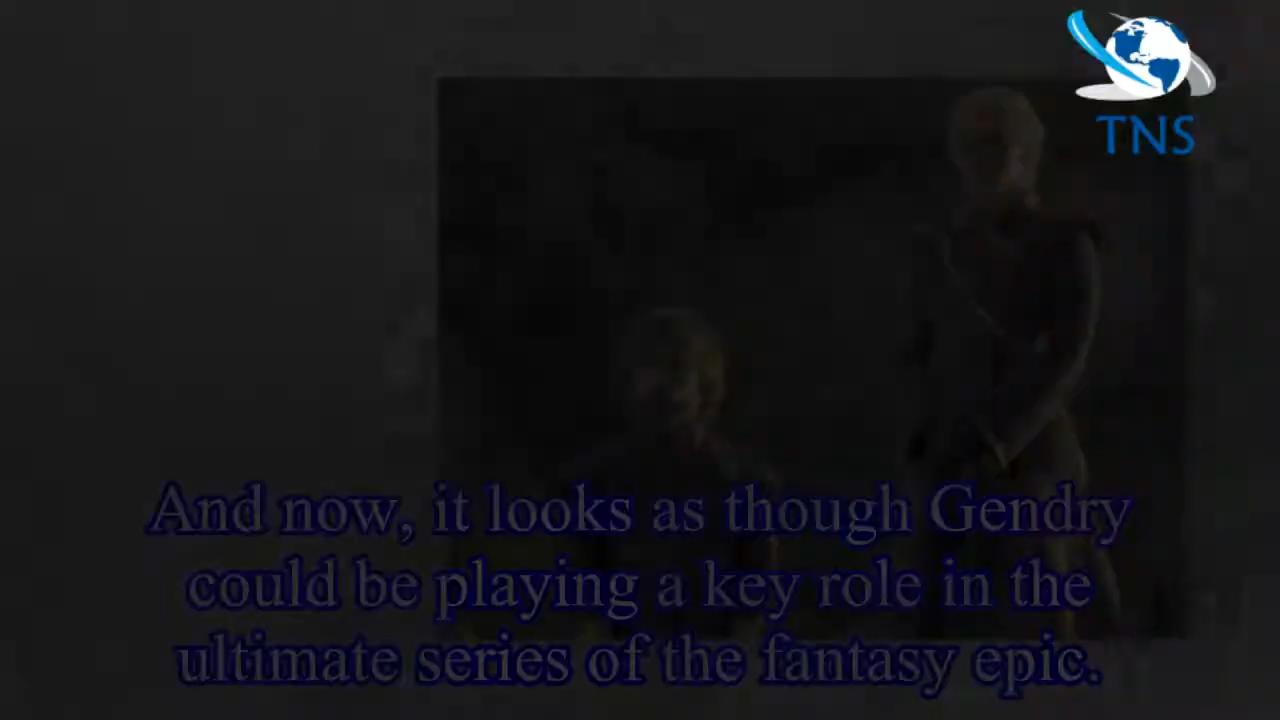 TNS
And now, it looks as though Gendry
could be playing a key role in the
ultimate series of the fantasy epic.